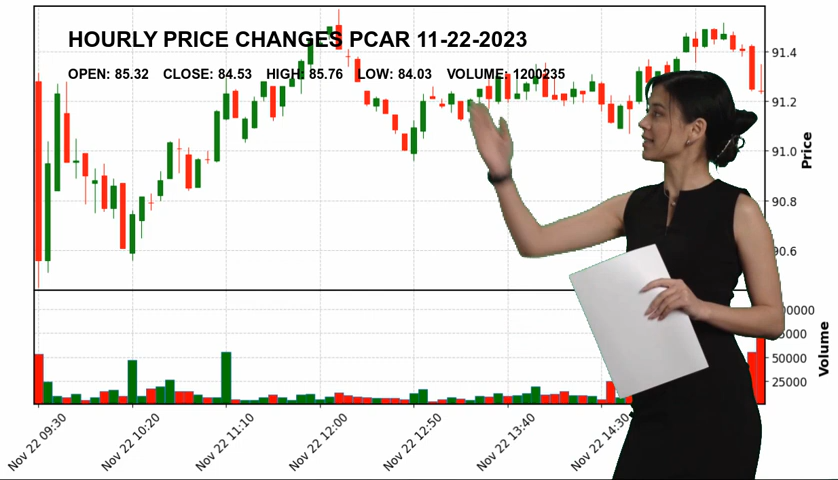 HOURLY PRICE CHANGES PCAR 11-22-2023
OPEN: 85.32 CLOSE: 84.53 HIGH: 85.76 LOW: 84.03 VOLUME: 1200235
91.4
91.2
91.0
90.8
90.6
Price
50000
25000
Volume
Nov 22 09:30
Nov 22 10:20
Nov 22 11:10
Nov 22 12:00
Nov 22 12:50
Nov 22 13:40
Nov 22 14:30